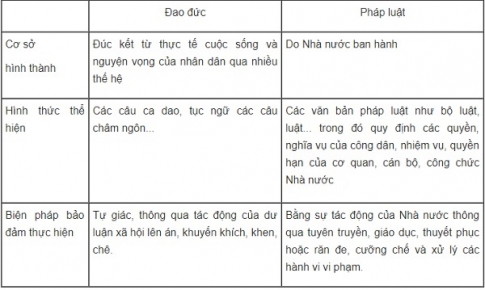 Đao đức
Pháp luật
Cơ sở
hình thành
Đúc kết từ thực tế cuộc sống và
nguyện vọng của nhân dân qua nhiều
thế hệ
Do Nhà nước ban hành
Hình thức thể
hiện
Các câu ca dao, tục ngữ các câu
châm ngôn...
Các văn bản pháp luật như bộ luật,
luật... trong đó quy định các quyền,
nghĩa vụ của công dân, nhiệm vụ, quyền
hạn của cơ quan, cán bộ, công chức
Nhà nước
Biện pháp bảo
đảm thực hiện
Tự giác, thông qua tác động của dư
luận xã hội lên án, khuyến khích, khen,
chê.
Bằng sự tác động của Nhà nước thông
qua tuyên truyền, giáo dục, thuyết phục
hoặc răn đe, cưỡng chế và xử lý các
hành vi vi phạm.